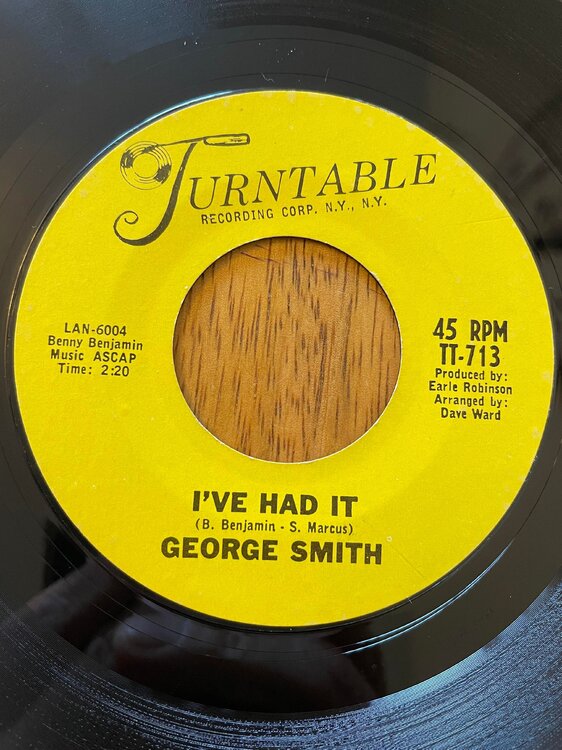 TURNTABLE
RECORDING CORP. N.Y., N.Y.
LAN-6004
Benny Benjamin
Music ASCAP
Time: 2:20
45 RPM
TT-713
Produced by:
Earle Robinson
Arranged by:
Dave Ward
I'VE HAD IT
(B. Benjamin - S. Marcus)
GEORGE SMITH